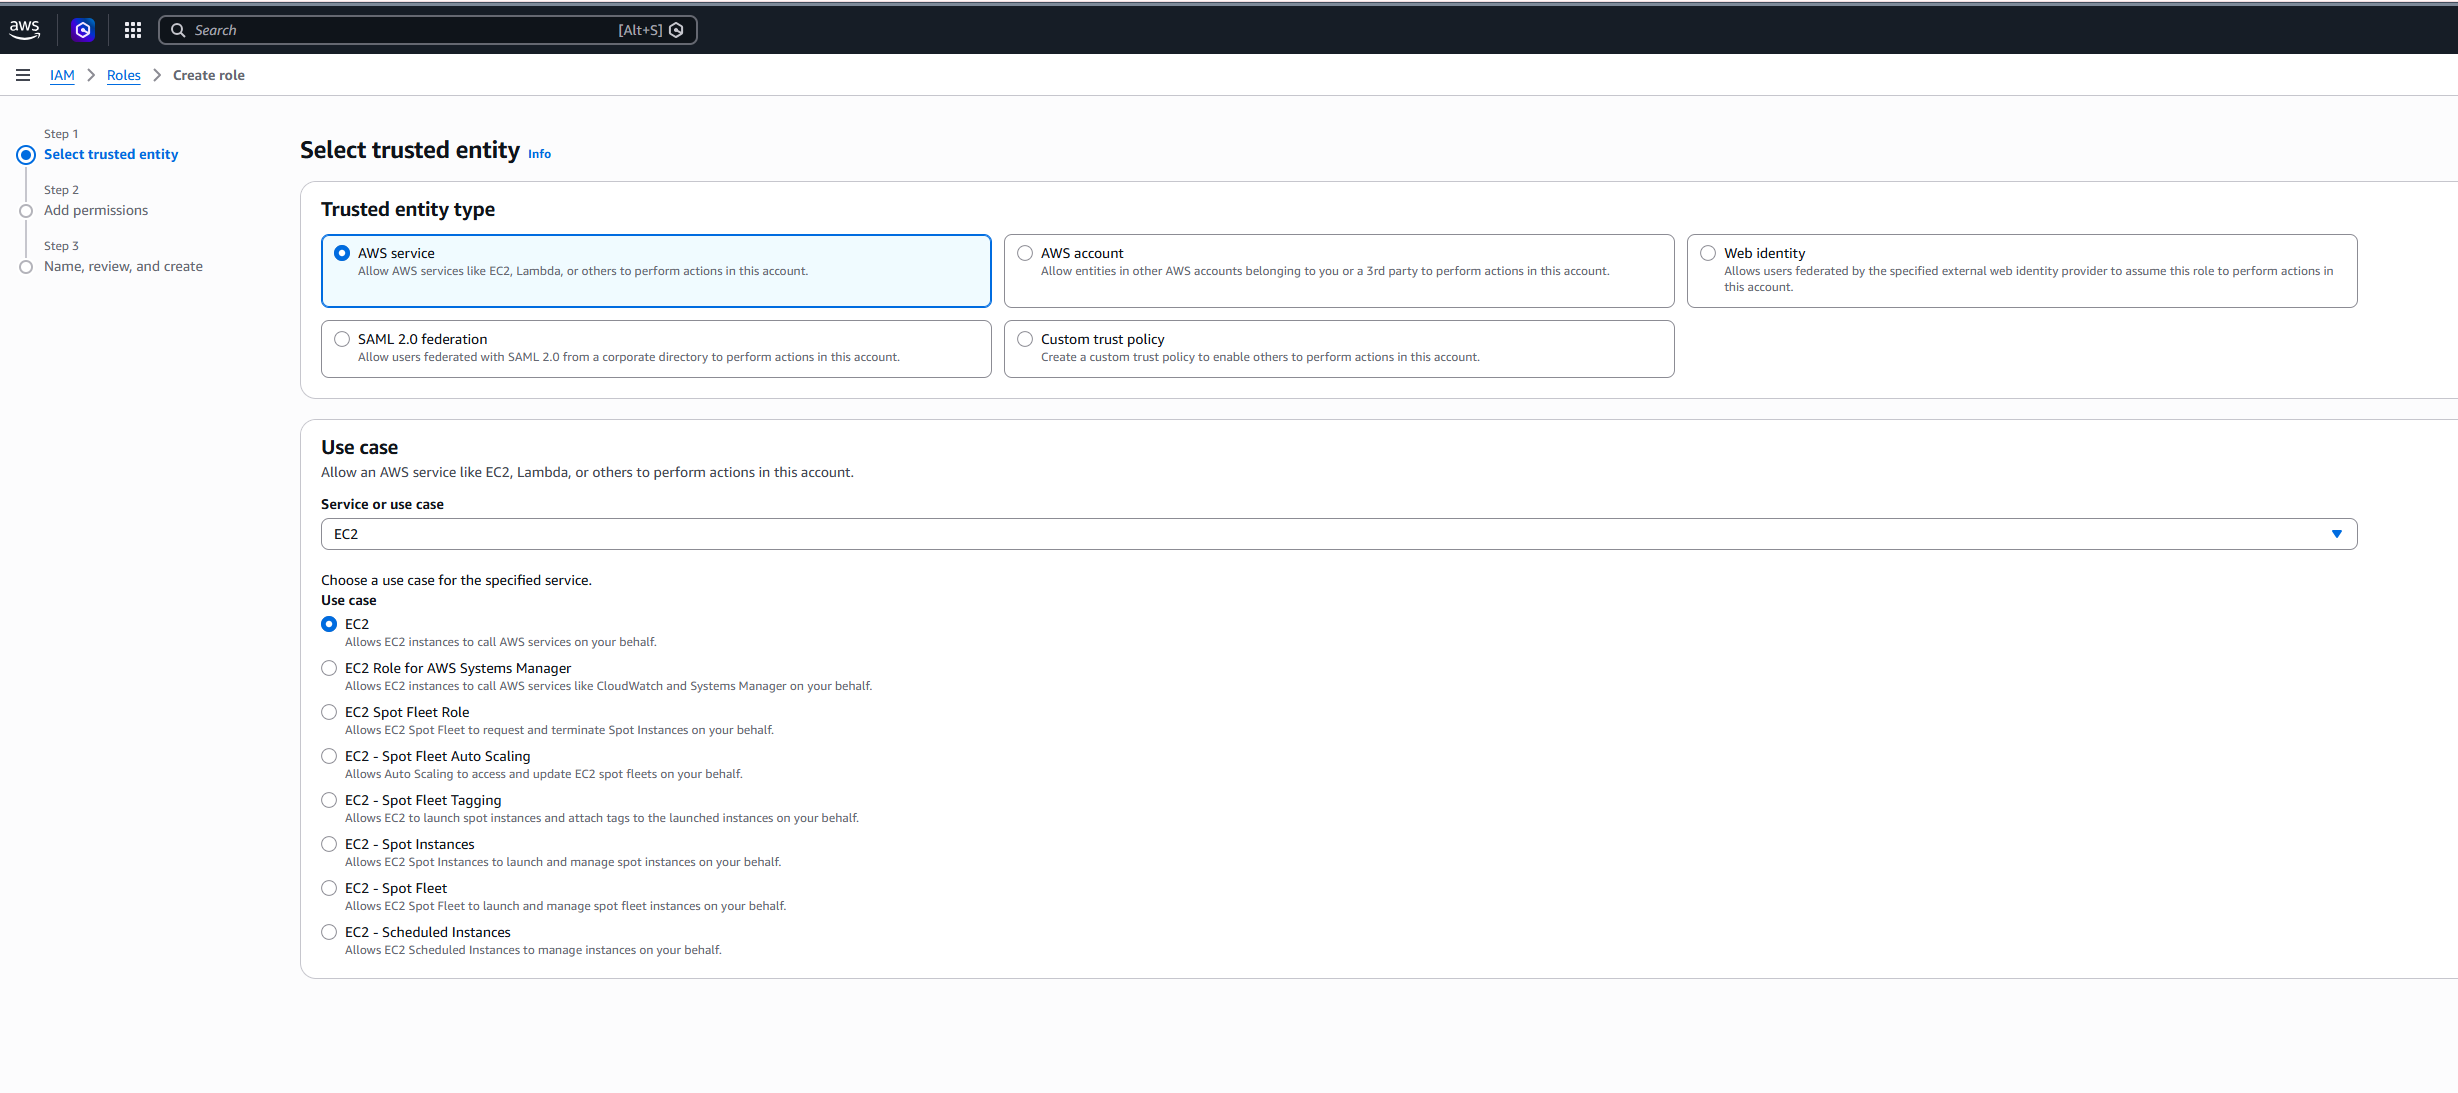 aws
Search
[Alt+S]
IAM
Roles
Create role
Step 1
Select trusted entity
Step 2
Add permissions
Step 3
Name, review, and create
Select trusted entity Info
Trusted entity type
AWS service
Allow AWS services like EC2, Lambda, or others to perform actions in this account.
AWS account
Allow entities in other AWS accounts belonging to you or a 3rd party to perform actions in this account.
Web identity
Allows users federated by the specified external web identity provider to assume this role to perform actions in
this account.
SAML 2.0 federation
Allow users federated with SAML 2.0 from a corporate directory to perform actions in this account.
Custom trust policy
Create a custom trust policy to enable others to perform actions in this account.
Use case
Allow an AWS service like EC2, Lambda, or others to perform actions in this account.
Service or use case
EC2
Choose a use case for the specified service.
Use case
EC2
Allows EC2 instances to call AWS services on your behalf.
EC2 Role for AWS Systems Manager
Allows EC2 instances to call AWS services like CloudWatch and Systems Manager on your behalf.
EC2 Spot Fleet Role
Allows EC2 Spot Fleet to request and terminate Spot Instances on your behalf.
EC2 - Spot Fleet Auto Scaling
Allows Auto Scaling to access and update EC2 spot fleets on your behalf.
EC2 - Spot Fleet Tagging
Allows EC2 to launch spot instances and attach tags to the launched instances on your behalf.
EC2 - Spot Instances
Allows EC2 Spot Instances to launch and manage spot instances on your behalf.
EC2 - Spot Fleet
Allows EC2 Spot Fleet to launch and manage spot fleet instances on your behalf.
EC2 - Scheduled Instances
Allows EC2 Scheduled Instances to manage instances on your behalf.